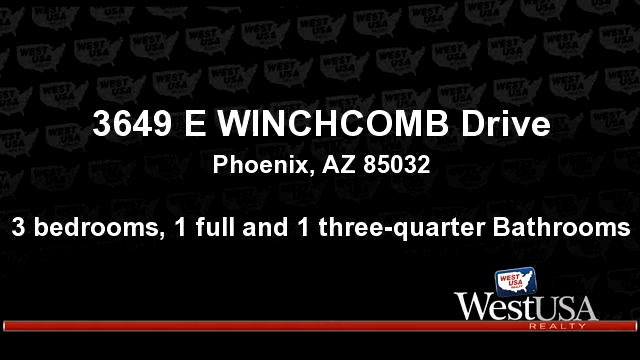 3649 E WINCHCOMB Drive
Phoenix, AZ 85032
3 bedrooms, 1 full and 1 three-quarter Bathrooms
WEST
USA
REALTY
WestUSA
REALTY